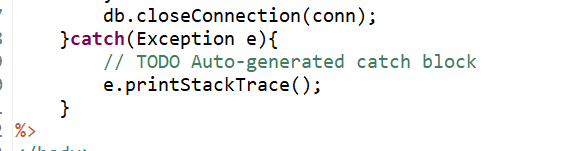 db.closeConnection(conn);
}catch(Exception e){
// TODO Auto-generated catch block
e.printStackTrace();
}
%>